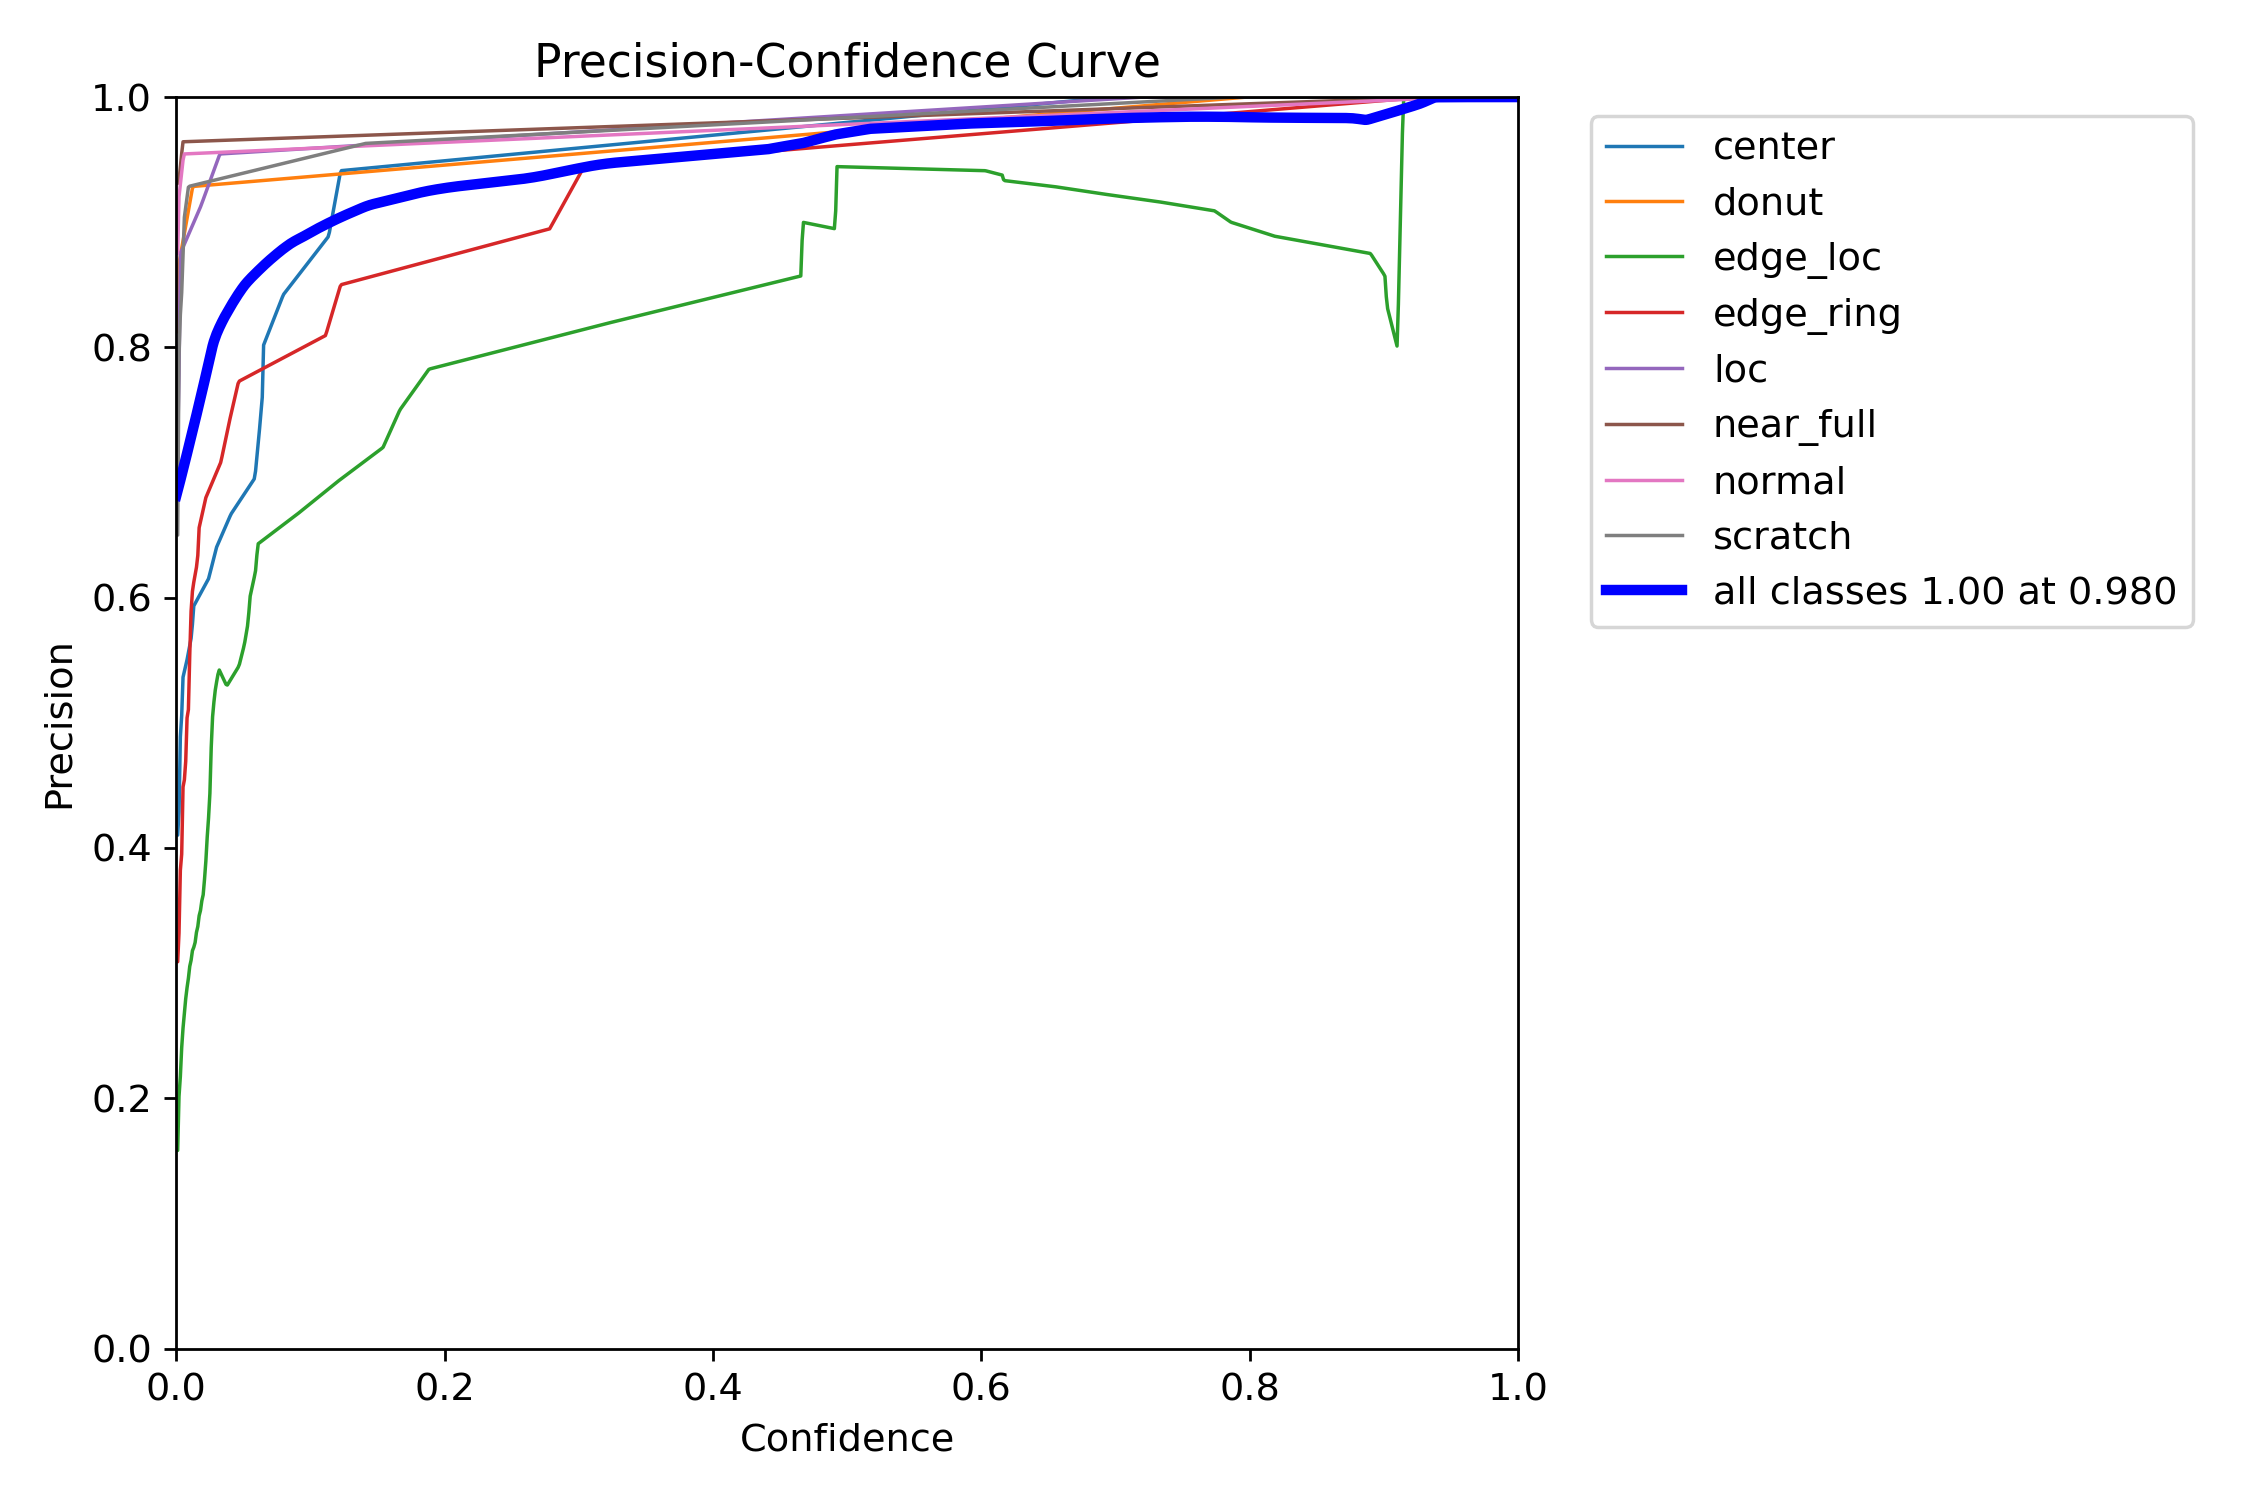 Precision-Confidence Curve
1.0
0.8
0.6
0.4
0.2
0.0
Precision
0.0 0.2 0.4 0.6 0.8 1.0
Confidence
center
donut
edge_loc
edge_ring
loc
near_full
normal
scratch
all classes 1.00 at 0.980